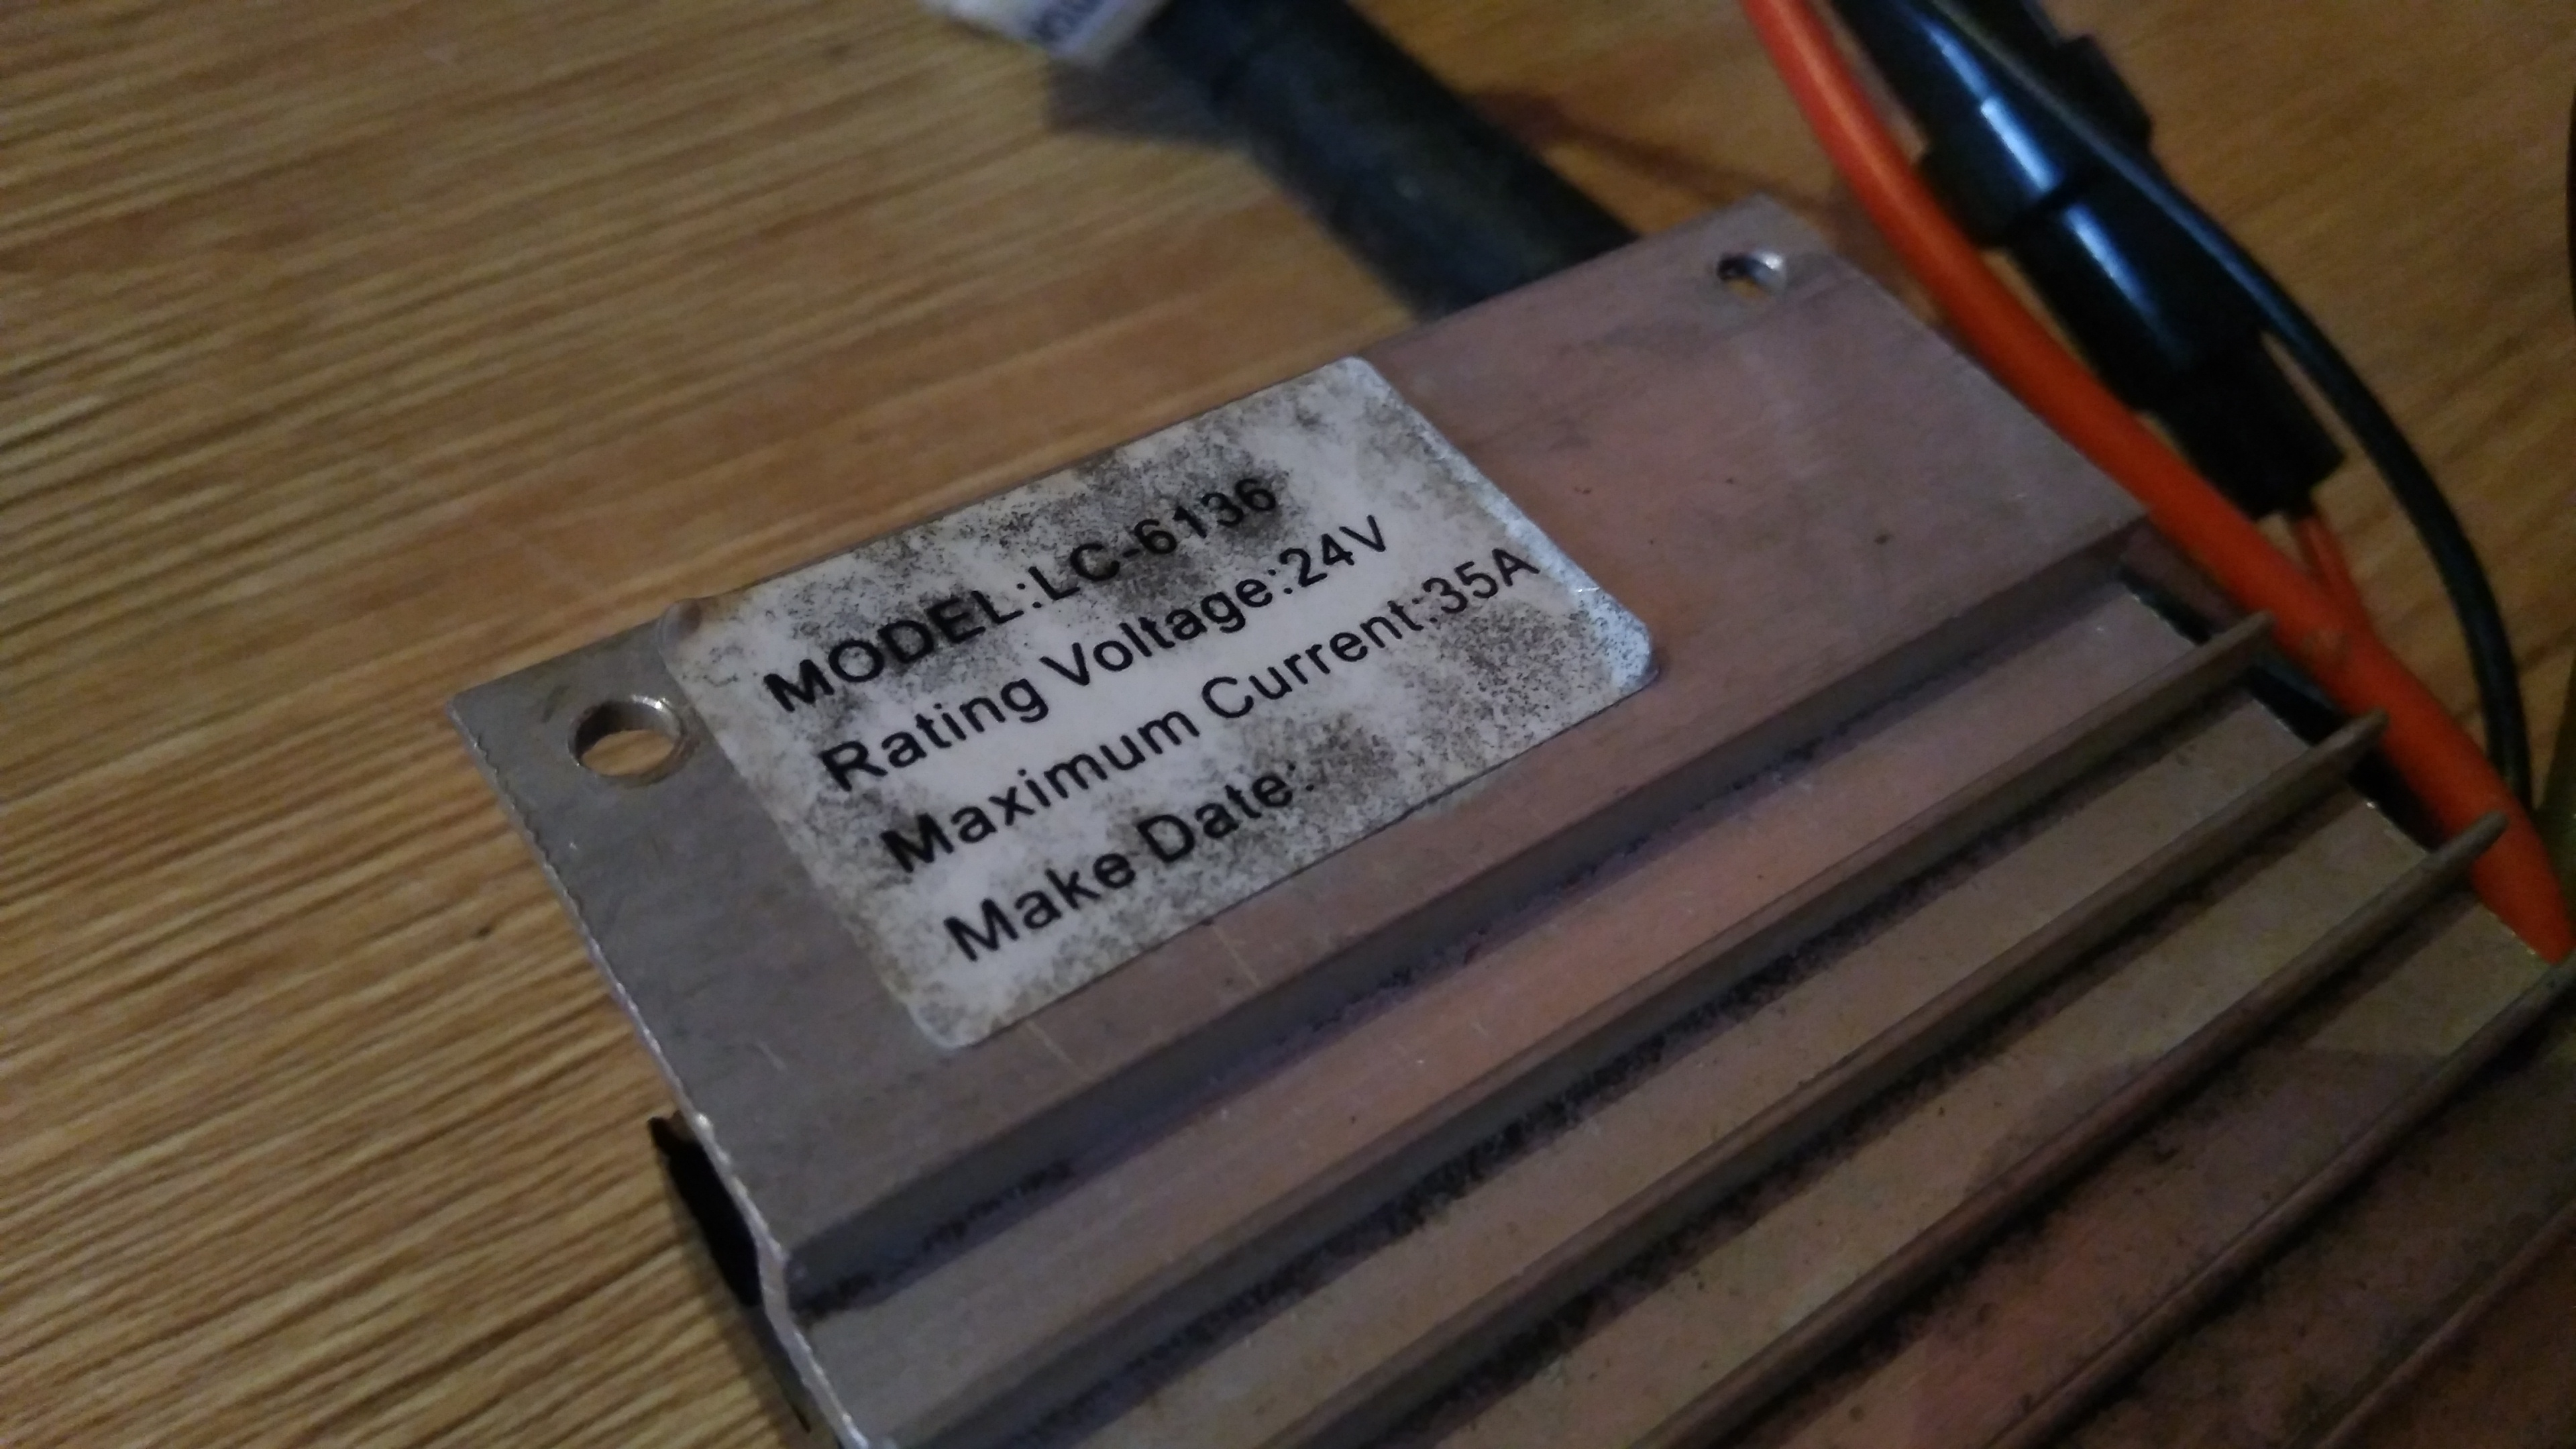 MODEL:LC-6136
Rating Voltage:24V
Maximum Current:35A
Make Date: